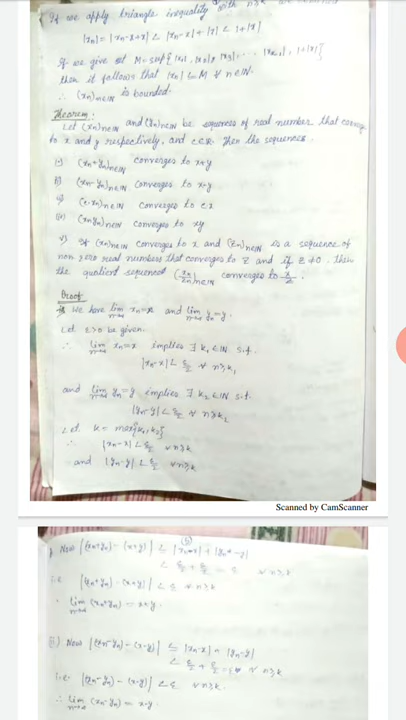 If we apply triangle inequality with n≥k we
|xn| = |xn-x+x| ≤ |xn-x| + |x| < 1+|x|
If we give set M = sup{|x1|, |x2|, |x3|, ... |xk-1|, 1+|x|}
then it follows that |xn| ≤ M ∀ n∈N.
∴ (xn)n∈N is bounded.
Theorem:
Let (xn)n∈N and (yn)n∈N be sequences of real number that converge
to x and y respectively, and c∈R. Then the sequences
(i) (xn+yn)n∈N converges to x+y
ii) (xn-yn)n∈N converges to x-y
iii) (c·xn)n∈N converges to cx
(iv) (xnyn)n∈N converges to xy
v) If (xn)n∈N converges to x and (zn)n∈N is a sequence of
non zero real numbers that converges to z and if z≠0. Then
the quotient sequences (xn/zn)n∈N converges to x/z.
Proof
We have lim n→∞ xn=x and lim n→∞ yn=y.
Let ε>0 be given.
∴ lim n→∞ xn=x implies ∃ k1∈N s.t.
|xn-x| < ε/2 ∀ n≥k1
and lim n→∞ yn=y implies ∃ k2∈N s.t.
|yn-y| < ε/2 ∀ n≥k2
Let k = max{k1,k2}
∴ |xn-x| < ε/2 ∀ n≥k
and |yn-y| < ε/2 ∀ n≥k
Scanned by CamScanner
Now |(xn+yn) - (x+y)| ≤ |xn-x| + |yn-y|
< ε/2 + ε/2 = ε ∀ n≥k
i.e |(xn+yn) - (x+y)| < ε ∀ n≥k
∴ lim n→∞ (xn+yn) = x+y.
ii) Now |(xn-yn) - (x-y)| ≤ |xn-x| + |yn-y|
< ε/2 + ε/2 = ε ∀ n≥k
i.e. |(xn-yn) - (x-y)| < ε ∀ n≥k.
∴ lim n→∞ (xn-yn) = x-y